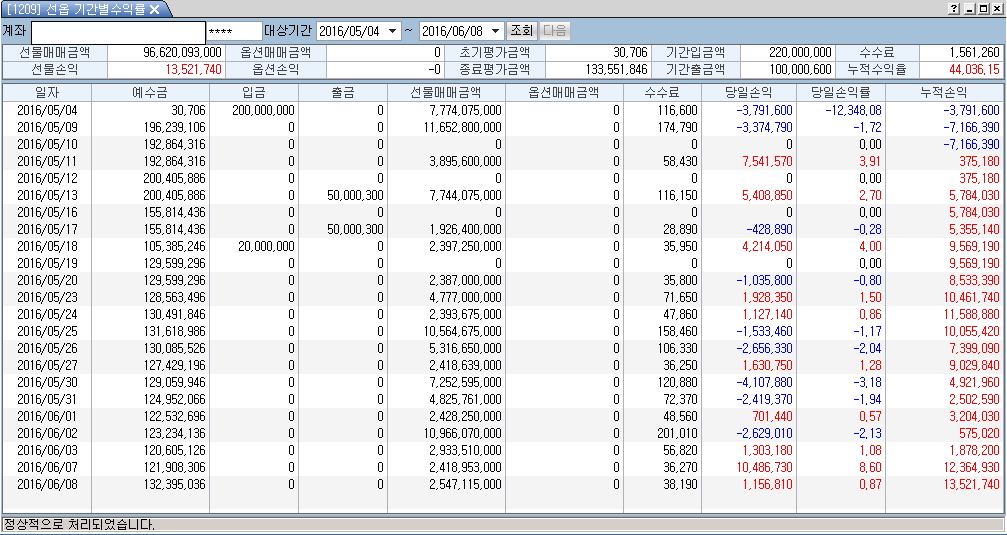 [1209] 선옵 기간별수익률
계좌 **** 대상기간 2016/05/04 ~ 2016/06/08 조회 다음
선물매매금액 96,620,093,000 옵션매매금액 0 초기평가금액 30,706 기간입금액 220,000,000 수수료 1,561,260
선물손익 13,521,740 옵션손익 -0 종료평가금액 133,551,846 기간출금액 100,000,600 누적수익율 44,036,15
일자 예수금 입금 출금 선물매매금액 옵션매매금액 수수료 당일손익 당일손익률 누적손익
2016/05/04 30,706 200,000,000 0 7,774,075,000 0 116,600 -3,791,600 -12,348,08 -3,791,600
2016/05/09 196,239,106 0 0 11,652,800,000 0 174,790 -3,374,790 -1,72 -7,166,390
2016/05/10 192,864,316 0 0 0 0 0 0 0,00 -7,166,390
2016/05/11 192,864,316 0 0 3,895,600,000 0 58,430 7,541,570 3,91 375,180
2016/05/12 200,405,886 0 0 0 0 0 0 0,00 375,180
2016/05/13 200,405,886 0 50,000,300 7,744,075,000 0 116,150 5,408,850 2,70 5,784,030
2016/05/16 155,814,436 0 0 0 0 0 0 0,00 5,784,030
2016/05/17 155,814,436 0 50,000,300 1,926,400,000 0 28,890 -428,890 -0,28 5,355,140
2016/05/18 105,385,246 20,000,000 0 2,397,250,000 0 35,950 4,214,050 4,00 9,569,190
2016/05/19 129,599,296 0 0 0 0 0 0 0,00 9,569,190
2016/05/20 129,599,296 0 0 2,387,000,000 0 35,800 -1,035,800 -0,80 8,533,390
2016/05/23 128,563,496 0 0 4,777,000,000 0 71,650 1,928,350 1,50 10,461,740
2016/05/24 130,491,846 0 0 2,393,675,000 0 47,860 1,127,140 0,86 11,588,880
2016/05/25 131,618,986 0 0 10,564,675,000 0 158,460 -1,533,460 -1,17 10,055,420
2016/05/26 130,085,526 0 0 5,316,650,000 0 106,330 -2,656,330 -2,04 7,399,090
2016/05/27 127,429,196 0 0 2,418,639,000 0 36,250 1,630,750 1,28 9,029,840
2016/05/30 129,059,946 0 0 7,252,595,000 0 120,880 -4,107,880 -3,18 4,921,960
2016/05/31 124,952,066 0 0 4,825,761,000 0 72,370 -2,419,370 -1,94 2,502,590
2016/06/01 122,532,696 0 0 2,428,250,000 0 48,560 701,440 0,57 3,204,030
2016/06/02 123,234,136 0 0 10,966,070,000 0 201,010 -2,629,010 -2,13 575,020
2016/06/03 120,605,126 0 0 2,933,510,000 0 56,820 1,303,180 1,08 1,878,200
2016/06/07 121,908,306 0 0 2,418,953,000 0 36,270 10,486,730 8,60 12,364,930
2016/06/08 132,395,036 0 0 2,547,115,000 0 38,190 1,156,810 0,87 13,521,740
정상적으로 처리되었습니다.